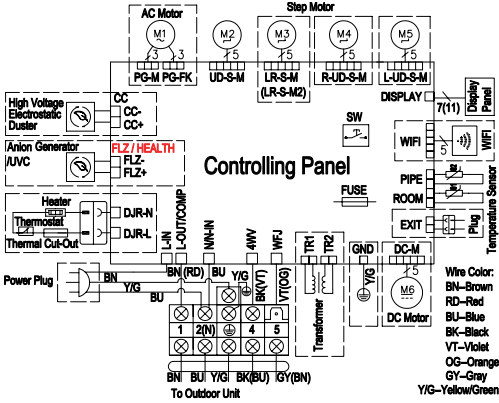 AC Motor
Step Motor
M1
M2
M3
M4
M5
3
3
5
5
5
5
PG-M
PG-FK
UD-S-M
LR-S-M
(LR-S-M2)
R-UD-S-M
L-UD-S-M
High Voltage
Electrostatic
Duster
CC
CC-
CC+
DISPLAY
7(11)
Display
Panel
SW
Anion Generator
/UVC
FLZ / HEALTH
FLZ-
FLZ+
WIFI
5
WIFI
Controlling Panel
PIPE
ROOM
Temperature Sensor
FUSE
Heater
Thermostat
Thermal Cut-Out
DJR-N
DJR-L
EXIT
Plug
L-IN
L-OUT/COMP
N/N-IN
4WV
WFJ
TR1
TR2
GND
DC-M
Power Plug
BN
BN
(RD)
BU
Y/G
Y/G
BU
BK(VT)
VT(OG)
Transformer
Y/G
5
M6
DC Motor
1
2(N)
4
5
BN
BU
Y/G
BK(BU)
GY(BN)
To Outdoor Unit
Wire Color:
BN–Brown
RD–Red
BU–Blue
BK–Black
VT–Violet
OG–Orange
GY–Gray
Y/G–Yellow/Green